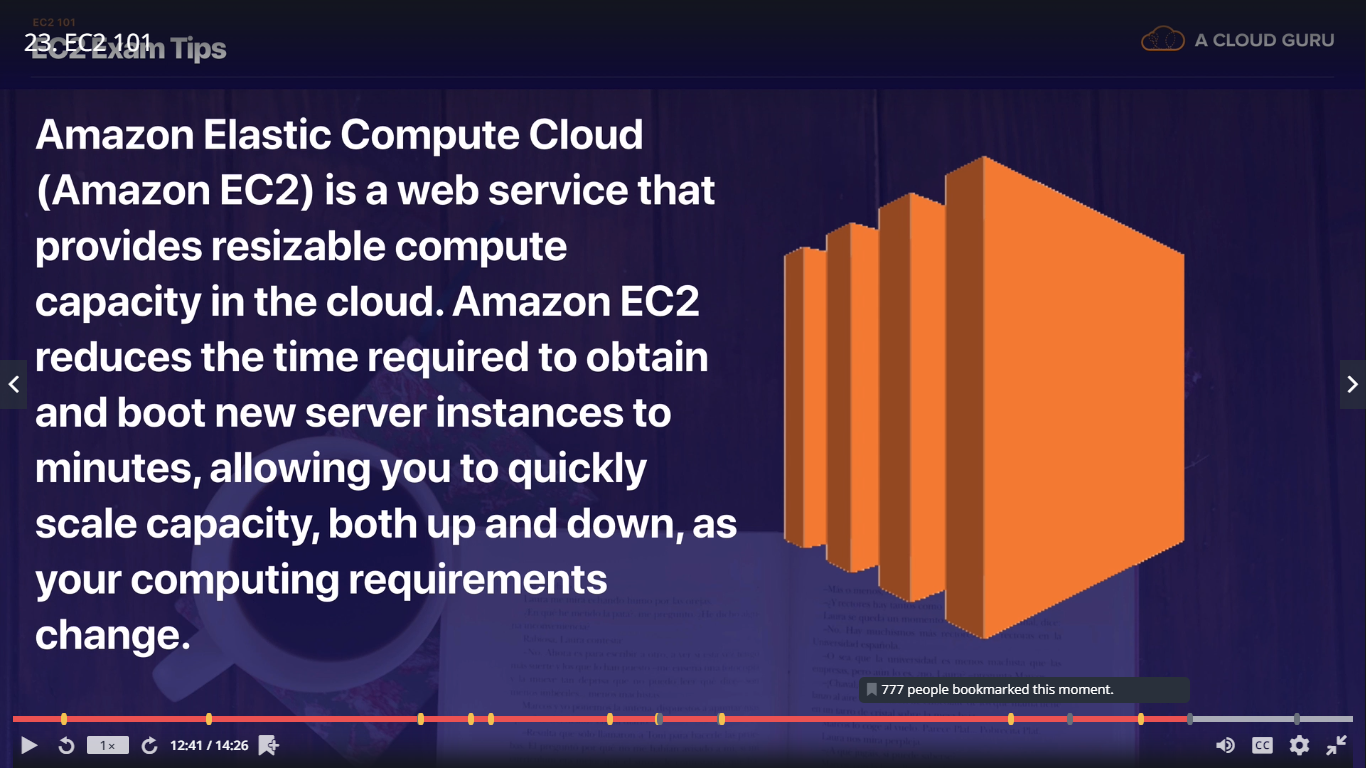 EC2 101
23. EC2 101
EC2 Exam Tips
A CLOUD GURU
Amazon Elastic Compute Cloud
(Amazon EC2) is a web service that
provides resizable compute
capacity in the cloud. Amazon EC2
reduces the time required to obtain
and boot new server instances to
minutes, allowing you to quickly
scale capacity, both up and down, as
your computing requirements
change.
777 people bookmarked this moment.
1×
12:41 / 14:26
CC